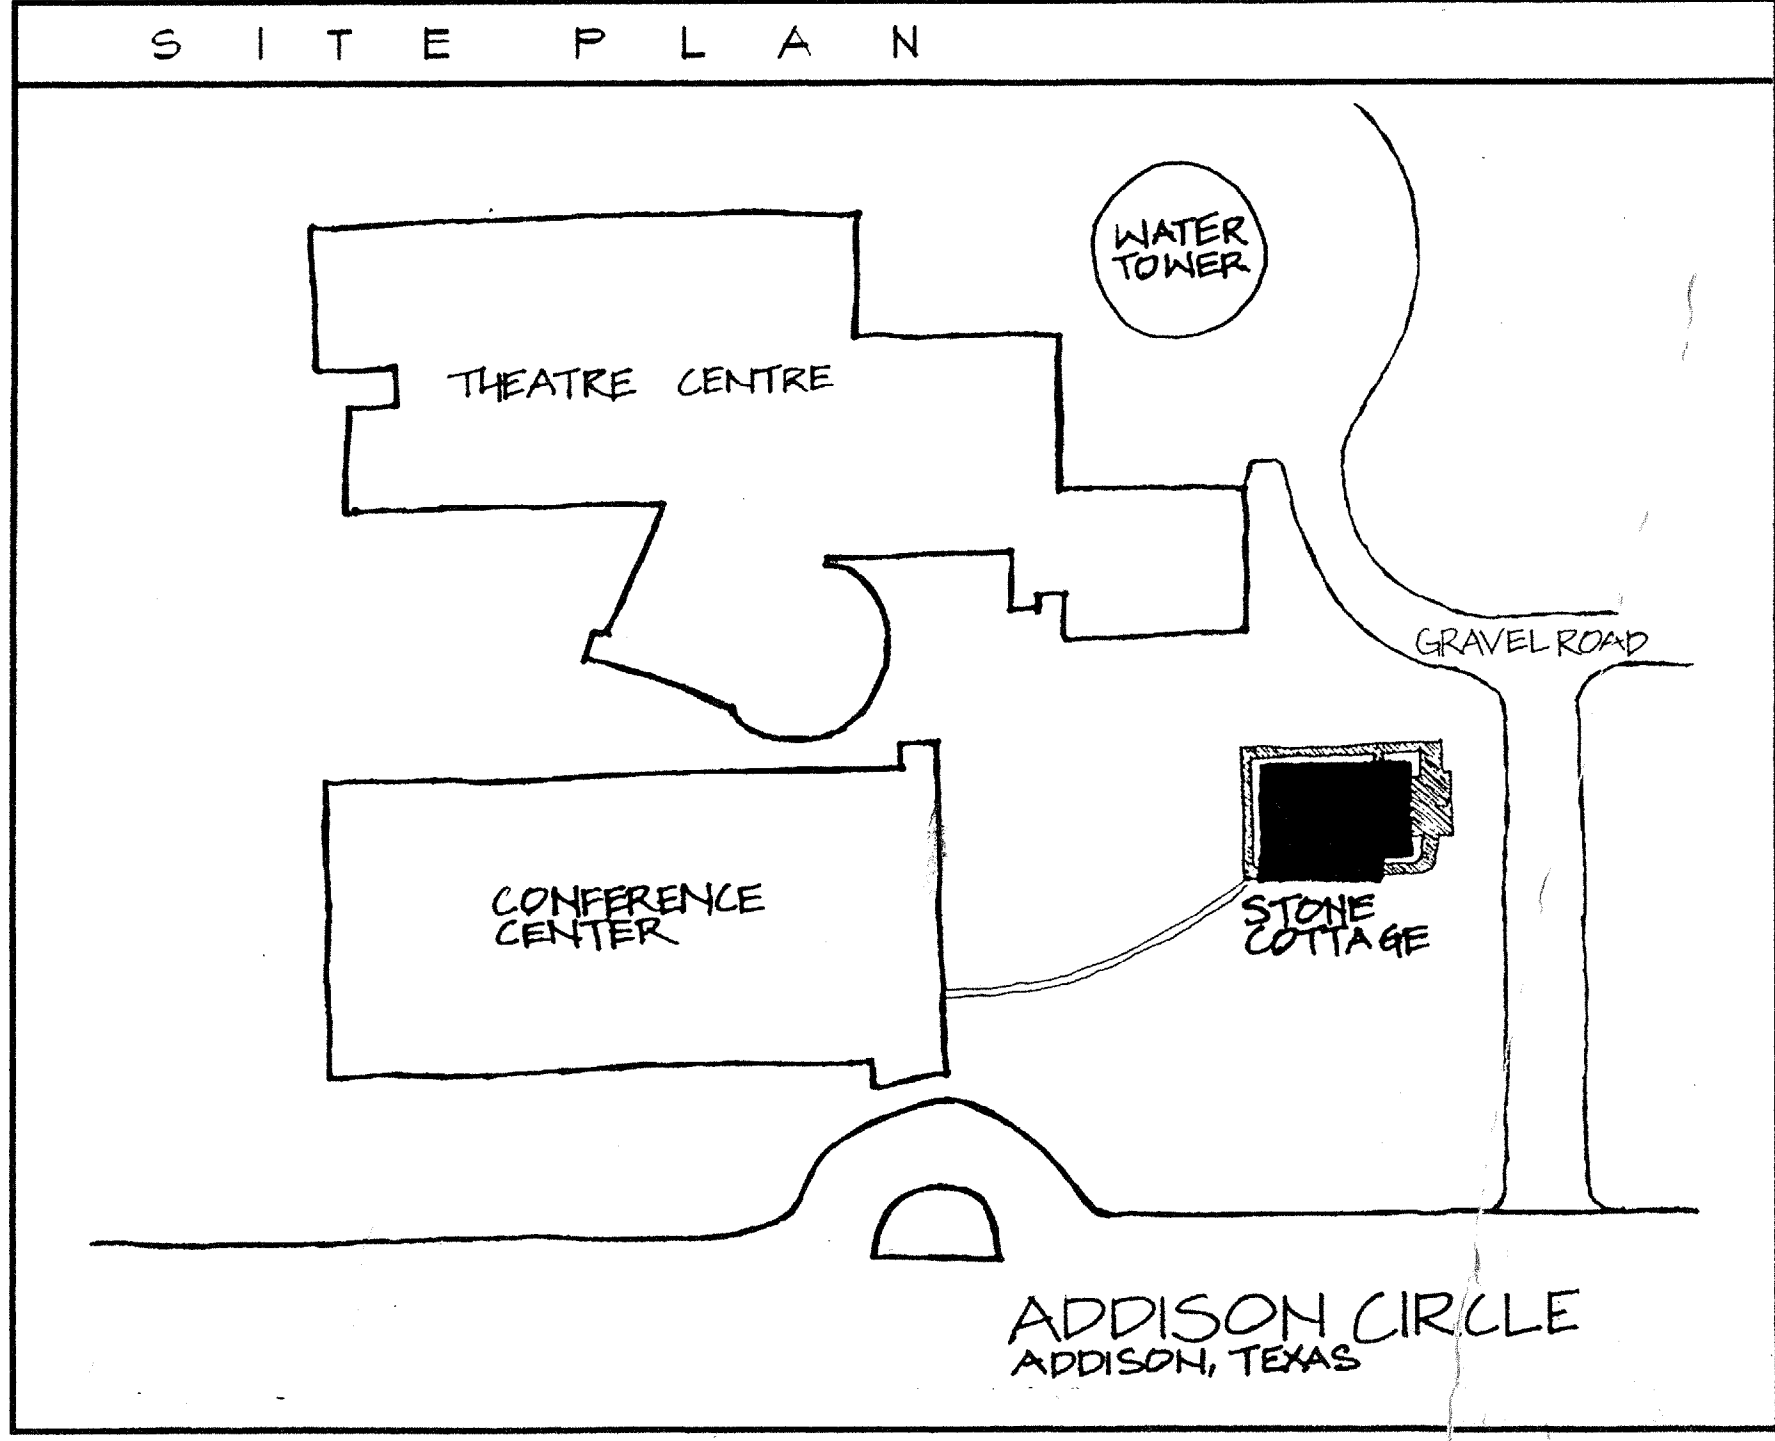 SITE PLAN
WATER
TOWER
THEATRE CENTRE
GRAVEL ROAD
CONFERENCE
CENTER
STONE
COTTAGE
ADDISON CIRCLE
ADDISON, TEXAS